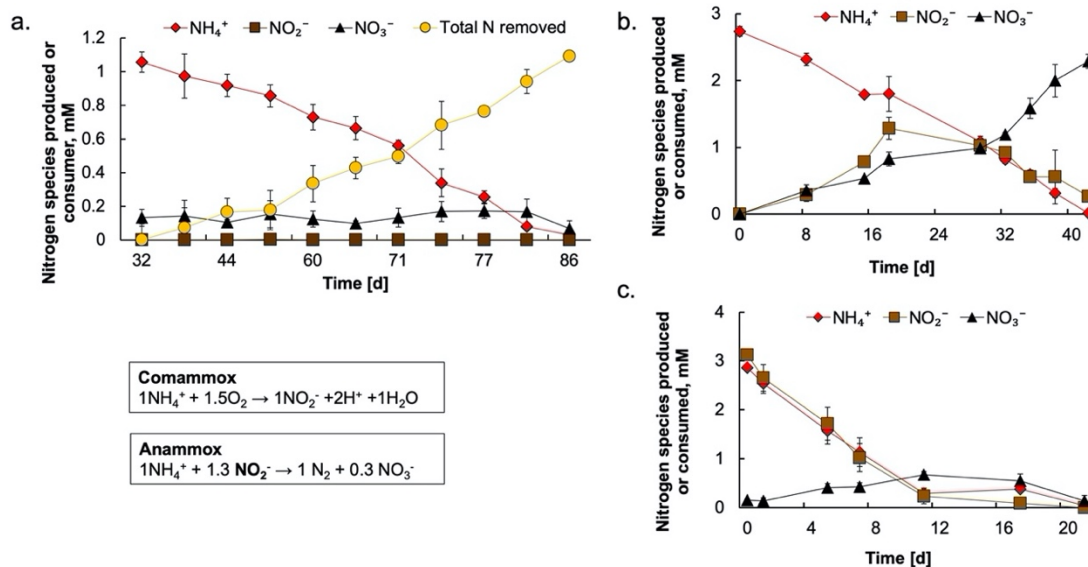 a.
NH₄⁺ NO₂⁻ NO₃⁻ Total N removed
Nitrogen species produced or
consumer, mM
1.2
1
0.8
0.6
0.4
0.2
0
32 44 60 71 77 86
Time [d]
b.
NH₄⁺ NO₂⁻ NO₃⁻
Nitrogen species produced
or consumed, mM
3
2
1
0
0 8 16 24 32 40
Time [d]
Comammox
1NH₄⁺ + 1.5O₂ → 1NO₂⁻ +2H⁺ +1H₂O
Anammox
1NH₄⁺ + 1.3 NO₂⁻ → 1 N₂ + 0.3 NO₃⁻
c.
NH₄⁺ NO₂⁻ NO₃⁻
Nitrogen species produced
or consumed, mM
4
3
2
1
0
0 4 8 12 16 20
Time [d]